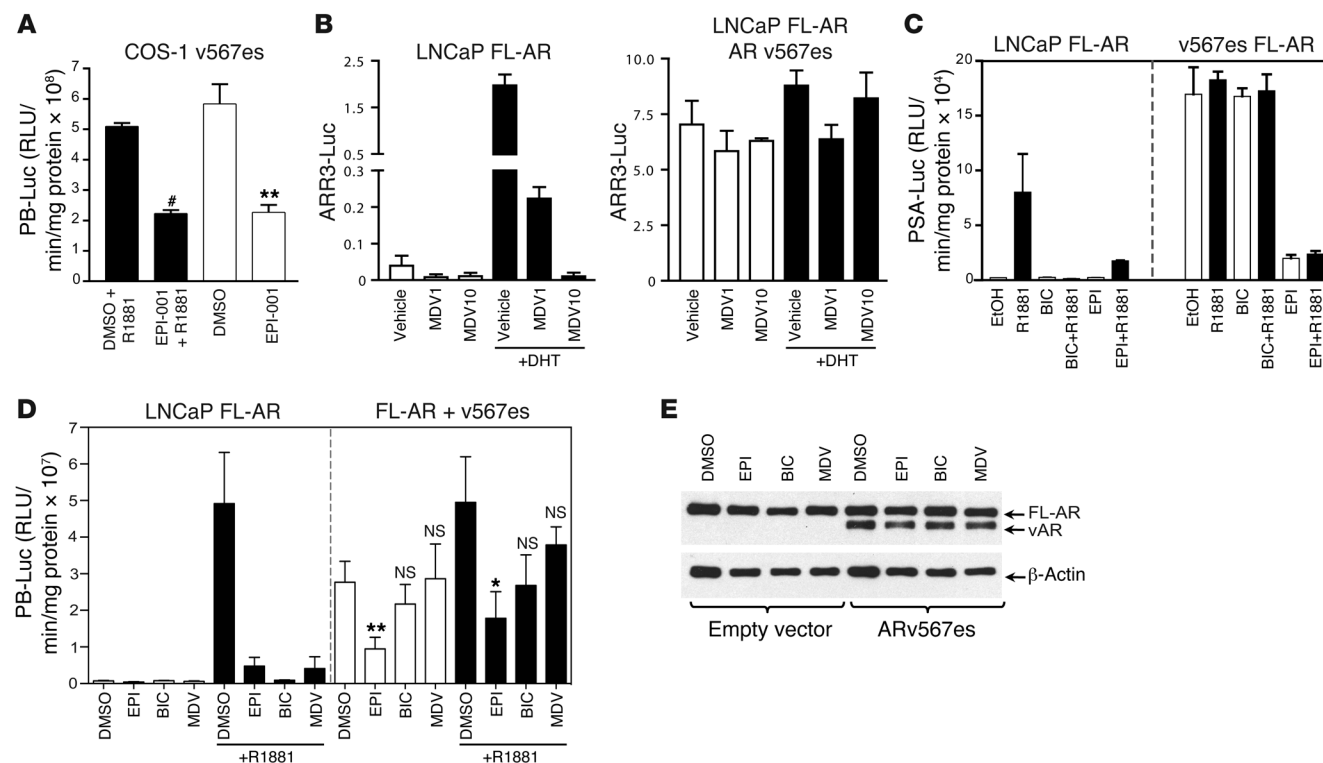 A
COS-1 v567es
PB-Luc (RLU/
min/mg protein × 10⁸)
7
6
5
4
3
2
1
0
#
**
DMSO +
R1881
EPI-001
+ R1881
DMSO
EPI-001
B
LNCaP FL-AR
ARR3-Luc
2.5
1.5
0.5
0.3
0.2
0.1
0
Vehicle
MDV1
MDV10
Vehicle
MDV1
MDV10
+DHT
LNCaP FL-AR
AR v567es
ARR3-Luc
10.0
7.5
5.0
2.5
0.0
Vehicle
MDV1
MDV10
Vehicle
MDV1
MDV10
+DHT
C
LNCaP FL-AR
v567es FL-AR
PSA-Luc (RLU/
min/mg protein × 10⁴)
20
15
10
5
0
EtOH
R1881
BIC
BIC+R1881
EPI
EPI+R1881
EtOH
R1881
BIC
BIC+R1881
EPI
EPI+R1881
D
LNCaP FL-AR
FL-AR + v567es
PB-Luc (RLU/
min/mg protein × 10⁷)
7
6
5
4
3
2
1
0
**
NS
NS
*
NS
NS
DMSO
EPI
BIC
MDV
DMSO
EPI
BIC
MDV
DMSO
EPI
BIC
MDV
DMSO
EPI
BIC
MDV
+R1881
+R1881
E
DMSO
EPI
BIC
MDV
DMSO
EPI
BIC
MDV
FL-AR
vAR
β-Actin
Empty vector
ARv567es